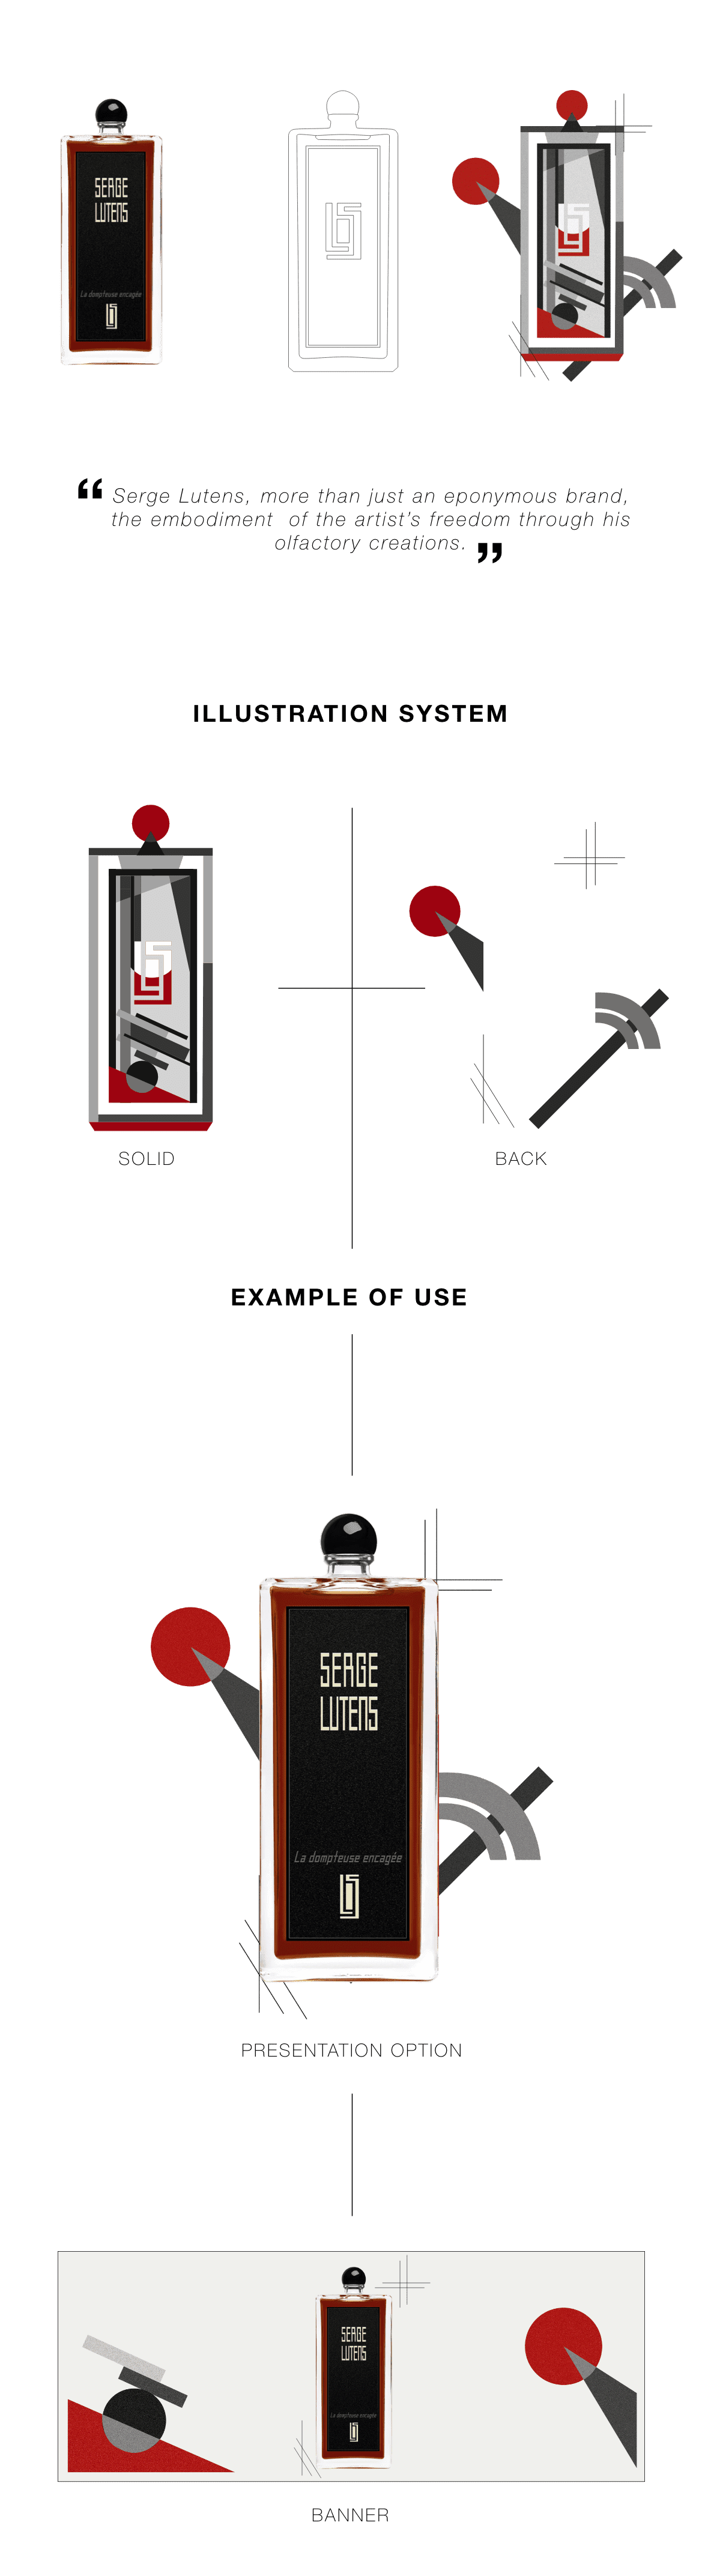 SERGE
LUTENS
La dompteuse encagée
“ Serge Lutens, more than just an eponymous brand,
the embodiment of the artist’s freedom through his
olfactory creations. ”
ILLUSTRATION SYSTEM
SOLID
BACK
EXAMPLE OF USE
SERGE
LUTENS
La dompteuse encagée
PRESENTATION OPTION
SERGE
LUTENS
La dompteuse encagée
BANNER